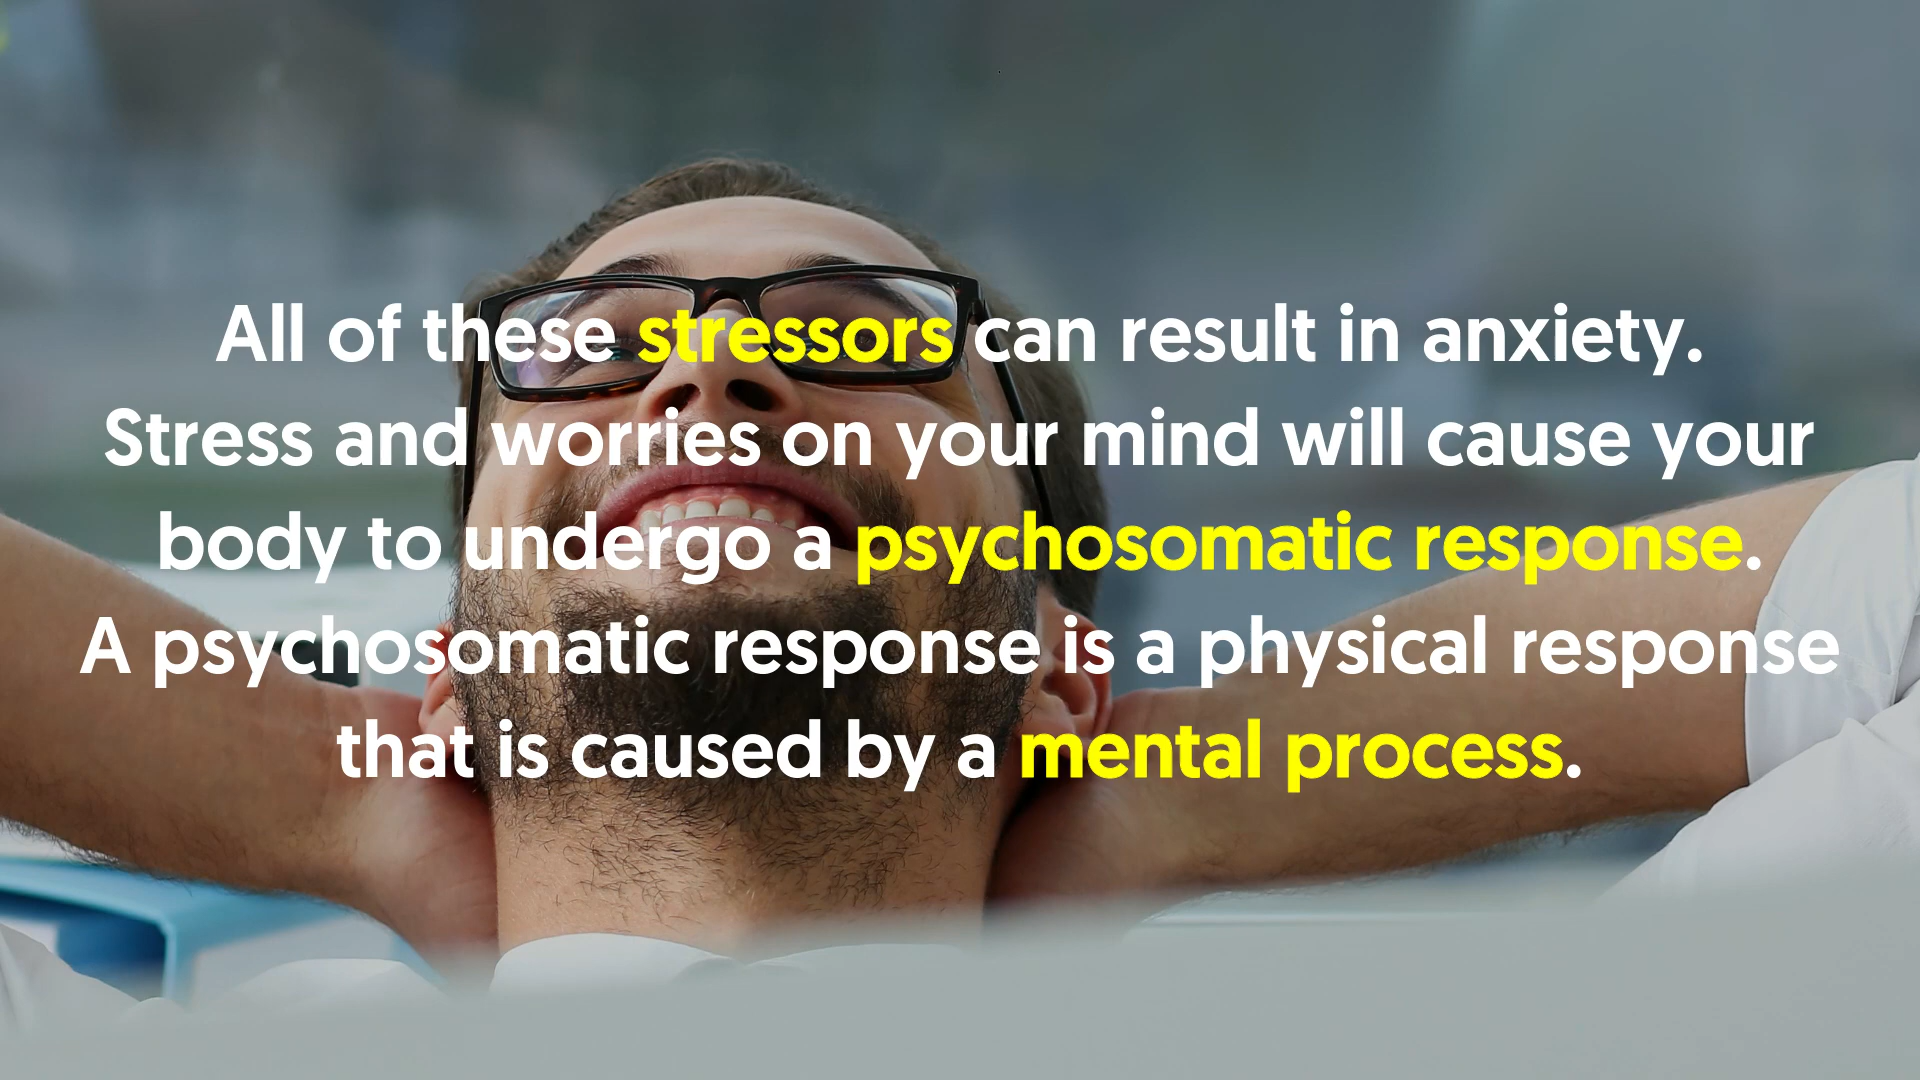 All of these stressors can result in anxiety.
Stress and worries on your mind will cause your
body to undergo a psychosomatic response.
A psychosomatic response is a physical response
that is caused by a mental process.